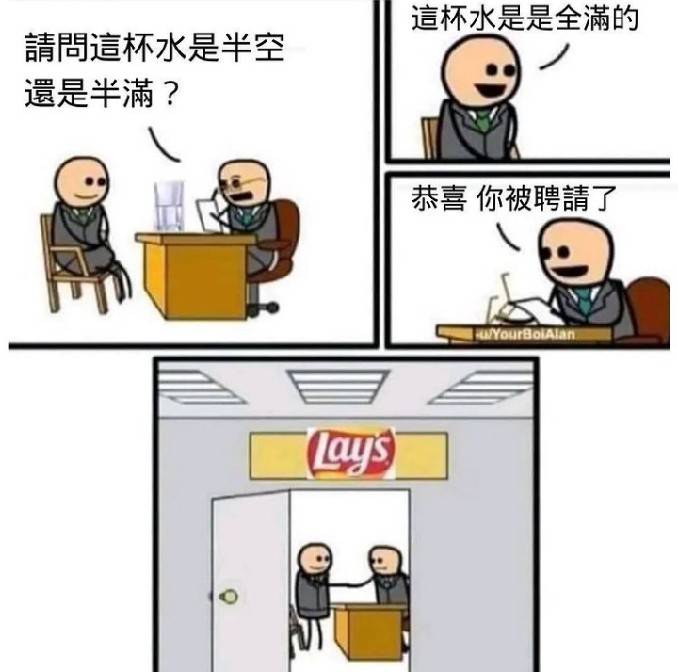 請問這杯水是半空
還是半滿？
這杯水是是全滿的
恭喜 你被聘請了
u/YourBoiAlan
Lay's